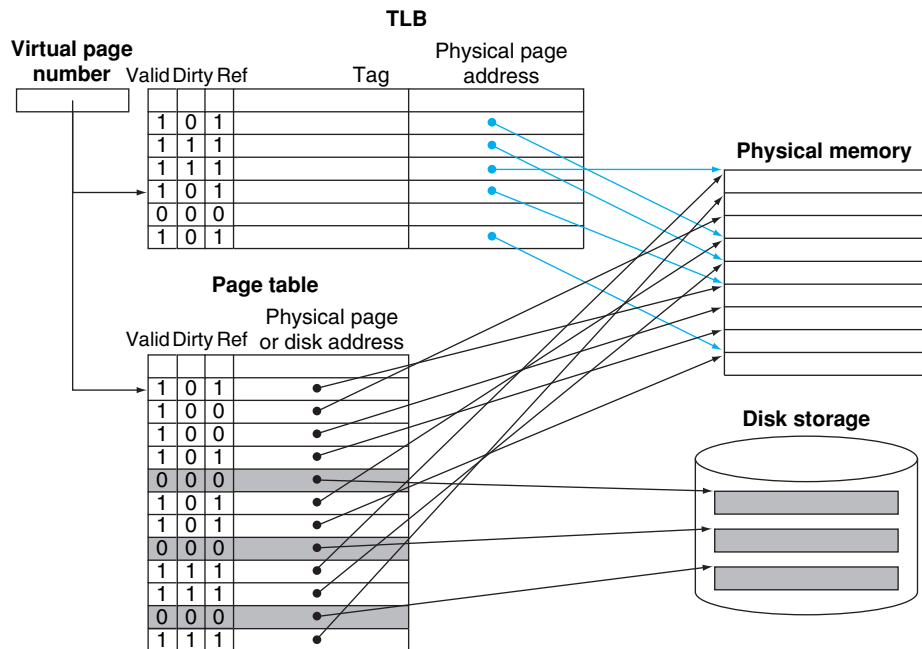 TLB
Virtual page
number
Valid Dirty Ref
Tag
Physical page
address
1 0 1
1 1 1
1 1 1
1 0 1
0 0 0
1 0 1
Physical memory
Page table
Valid Dirty Ref
Physical page
or disk address
1 0 1
1 0 0
1 0 0
1 0 1
0 0 0
1 0 1
1 0 1
0 0 0
1 1 1
1 1 1
0 0 0
1 1 1
Disk storage